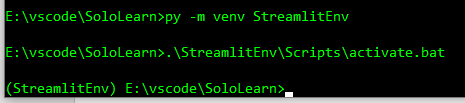 E:\vscode\SoloLearn>py -m venv StreamlitEnv
E:\vscode\SoloLearn>.\StreamlitEnv\Scripts\activate.bat
(StreamlitEnv) E:\vscode\SoloLearn>